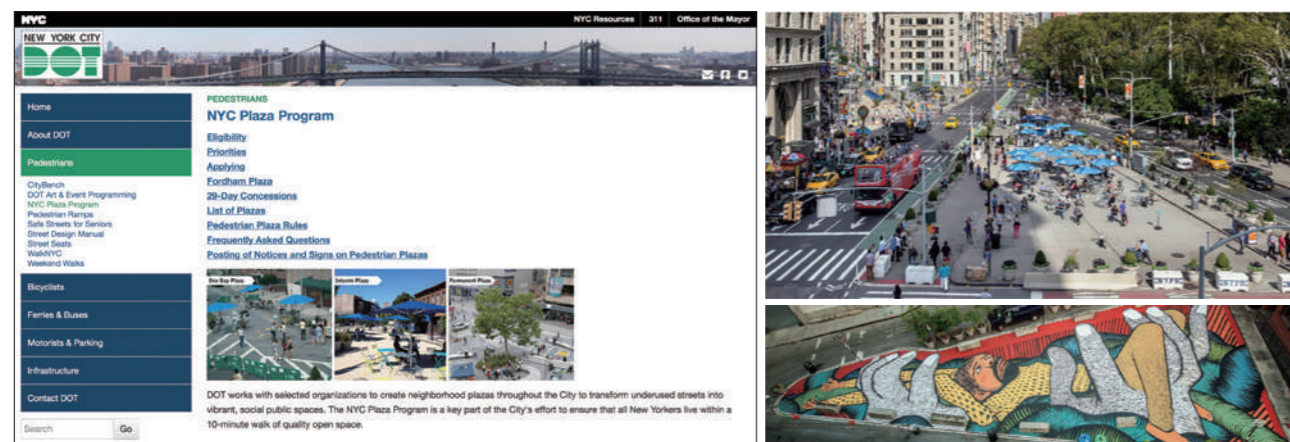 NYC
NYC Resources 311 Office of the Mayor
NEW YORK CITY
DOT
Home
About DOT
Pedestrians
CityBench
DOT Art & Event Programming
NYC Plaza Program
Pedestrian Ramps
Safe Streets for Seniors
Street Design Manual
Street Seats
WalkNYC
Weekend Walks
Bicyclists
Ferries & Buses
Motorists & Parking
Infrastructure
Contact DOT
Search Go
PEDESTRIANS
NYC Plaza Program
Eligibility
Priorities
Applying
Fordham Plaza
29-Day Concessions
List of Plazas
Pedestrian Plaza Rules
Frequently Asked Questions
Posting of Notices and Signs on Pedestrian Plazas
One Day Plaza Interim Plaza Permanent Plaza
DOT works with selected organizations to create neighborhood plazas throughout the City to transform underused streets into
vibrant, social public spaces. The NYC Plaza Program is a key part of the City's effort to ensure that all New Yorkers live within a
10-minute walk of quality open space.